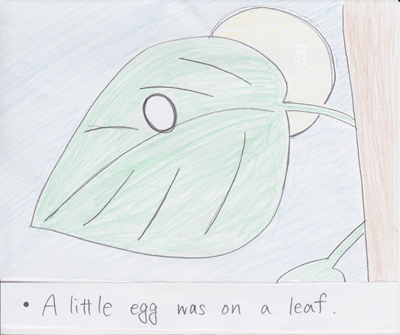 • A little egg was on a leaf.